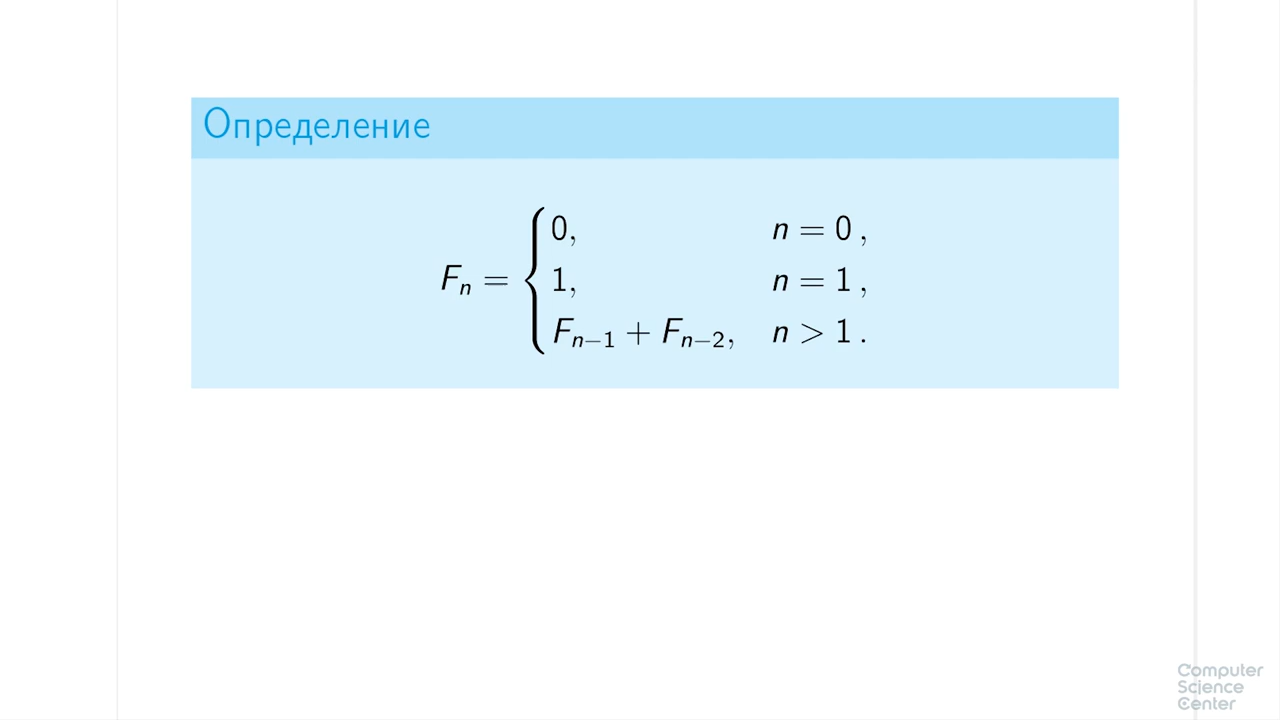 Определение
F_n = { 0, n = 0 ,
1, n = 1 ,
F_{n−1} + F_{n−2}, n > 1 .
Computer
Science
Center